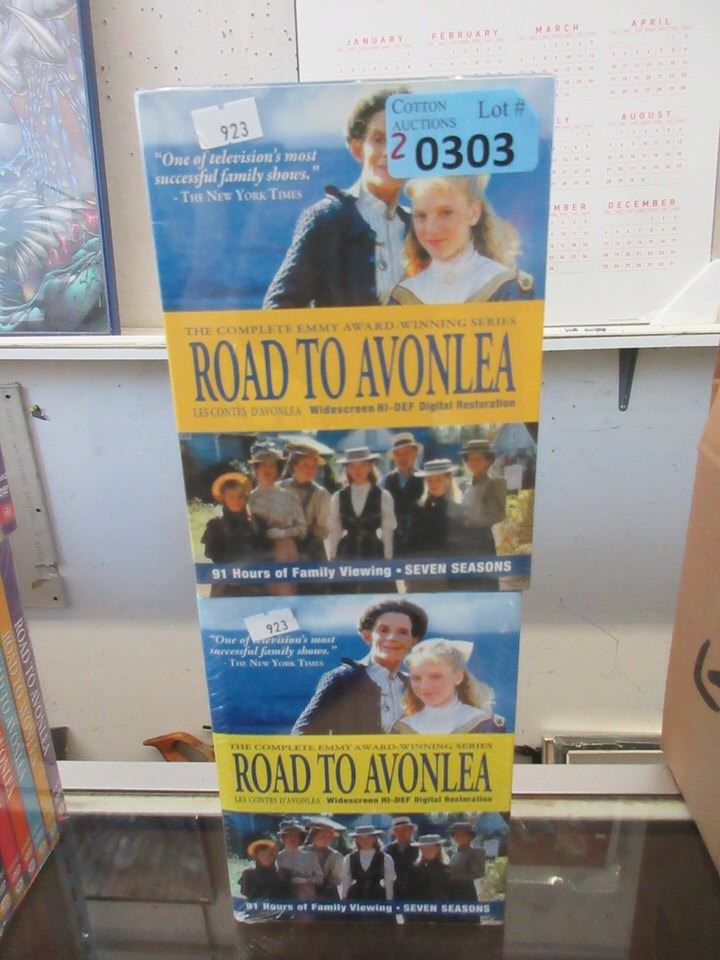 JANUARY FEBRUARY MARCH APRIL
AUGUST
DECEMBER
923
COTTON
AUCTIONS
Lot #
2 0303
"One of television's most
successful family shows."
- THE NEW YORK TIMES
THE COMPLETE EMMY AWARD-WINNING SERIES
ROAD TO AVONLEA
LES CONTES D'AVONLEA Widescreen HI-DEF Digital Restoration
91 Hours of Family Viewing • SEVEN SEASONS
923
"One of television's most
successful family shows."
- THE NEW YORK TIMES
THE COMPLETE EMMY AWARD-WINNING SERIES
ROAD TO AVONLEA
LES CONTES D'AVONLEA Widescreen HI-DEF Digital Restoration
91 Hours of Family Viewing • SEVEN SEASONS
ROAD TO AVONLEA